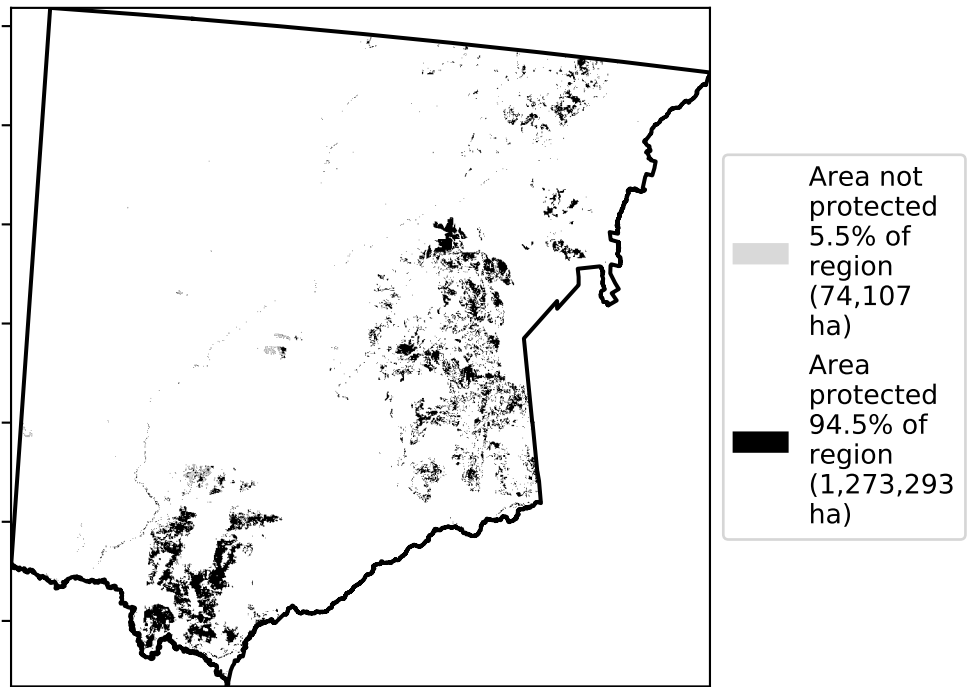 Area not
protected
5.5% of
region
(74,107
ha)
Area
protected
94.5% of
region
(1,273,293
ha)